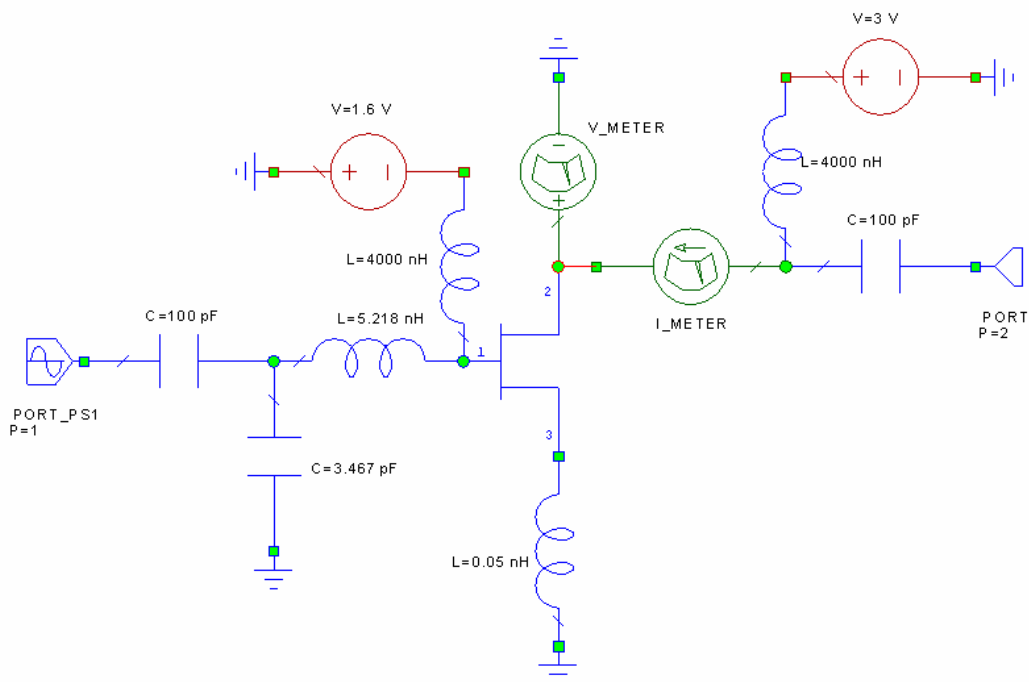 V=3 V
V=1.6 V
V_METER
L=4000 nH
C=100 pF
L=4000 nH
2
C=100 pF
L=5.218 nH
I_METER
PORT
P=2
1
PORT_PS1
P=1
3
C=3.467 pF
L=0.05 nH